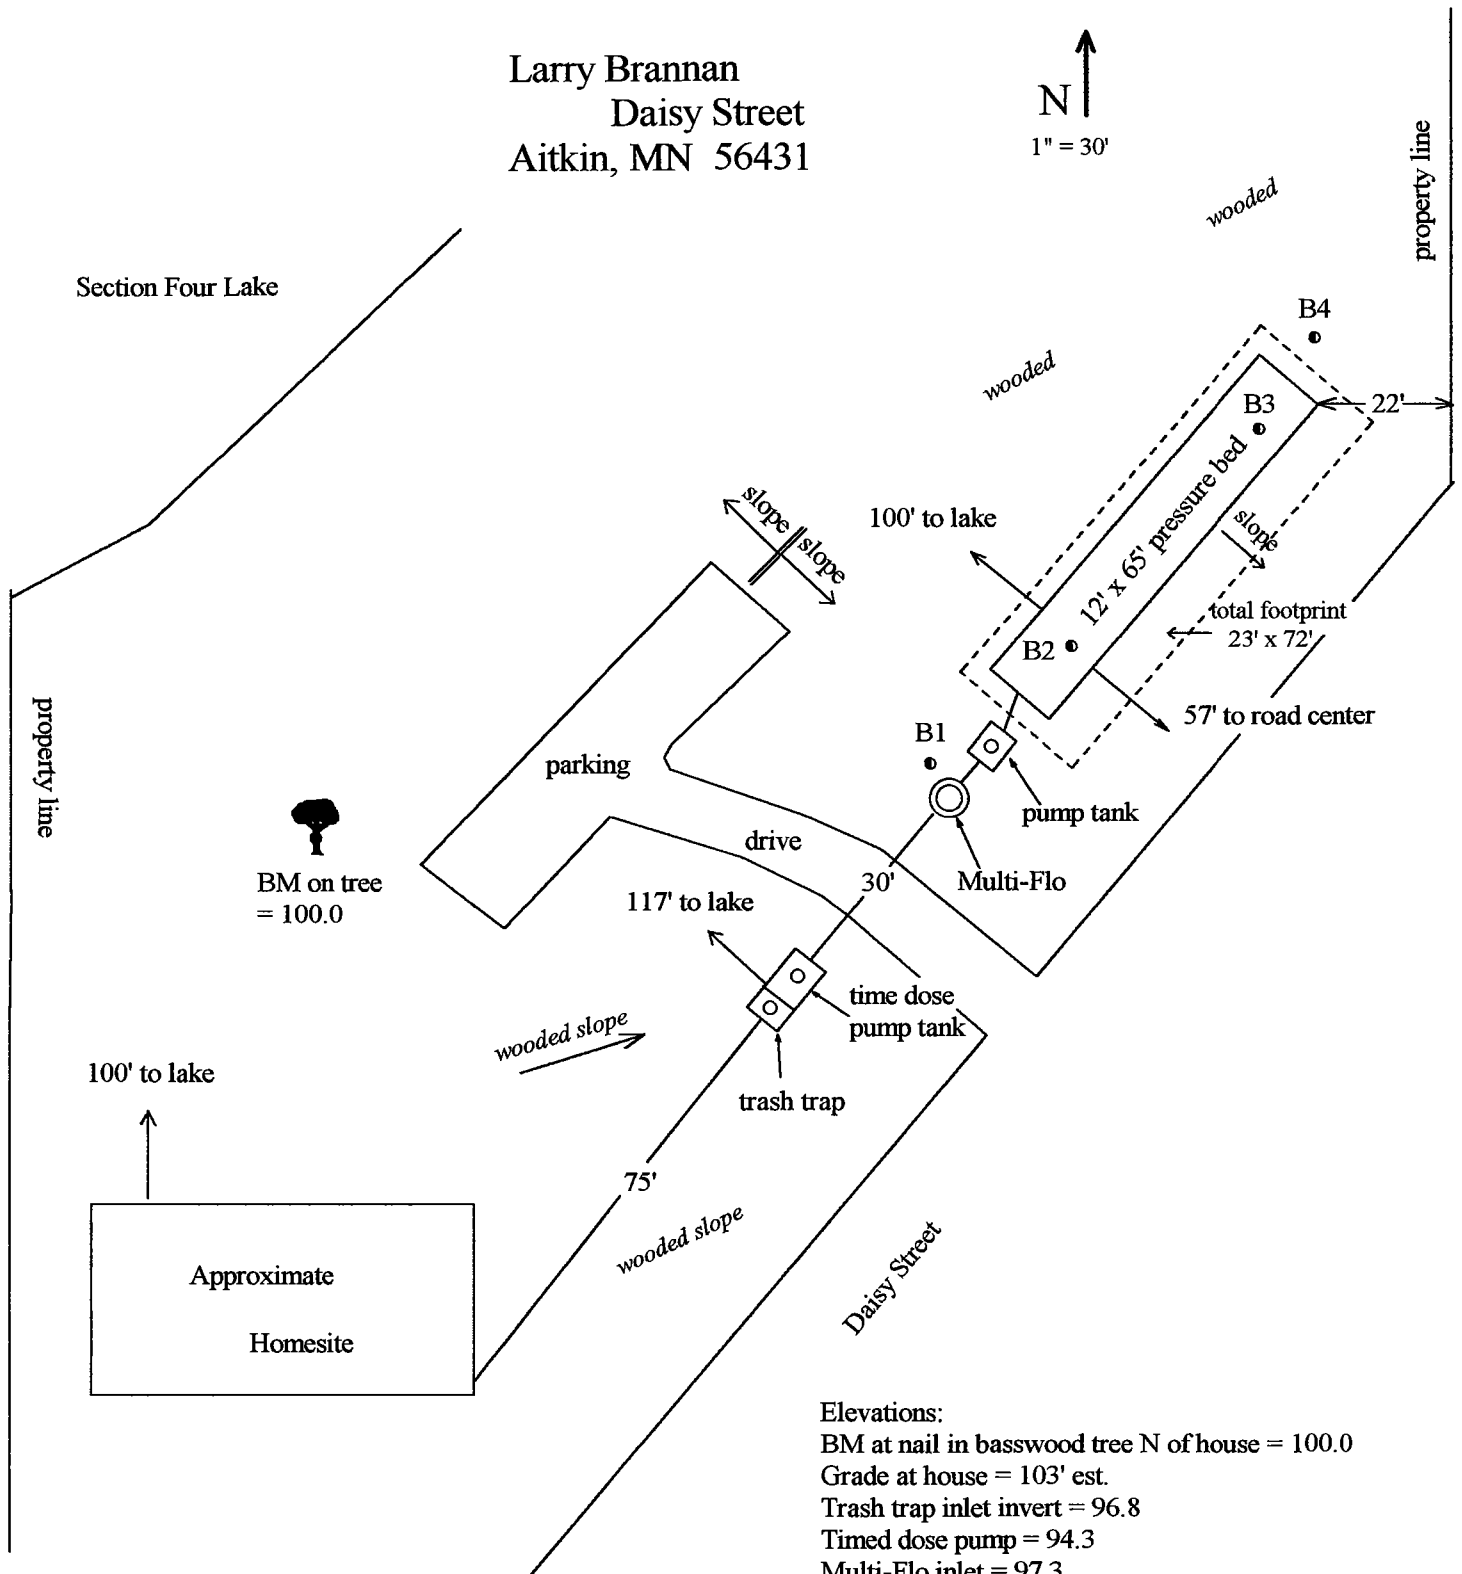 Larry Brannan
Daisy Street
Aitkin, MN 56431
N
1" = 30'
property line
wooded
Section Four Lake
B4
wooded
22'
B3
slope
slope
100' to lake
12' x 65' pressure bed
slope
total footprint
23' x 72'
B2
property line
57' to road center
B1
parking
pump tank
drive
BM on tree
= 100.0
30'
Multi-Flo
117' to lake
time dose
pump tank
wooded slope
100' to lake
trash trap
75'
wooded slope
Daisy Street
Approximate
Homesite
Elevations:
BM at nail in basswood tree N of house = 100.0
Grade at house = 103' est.
Trash trap inlet invert = 96.8
Timed dose pump = 94.3
Multi-Flo inlet = 97.3